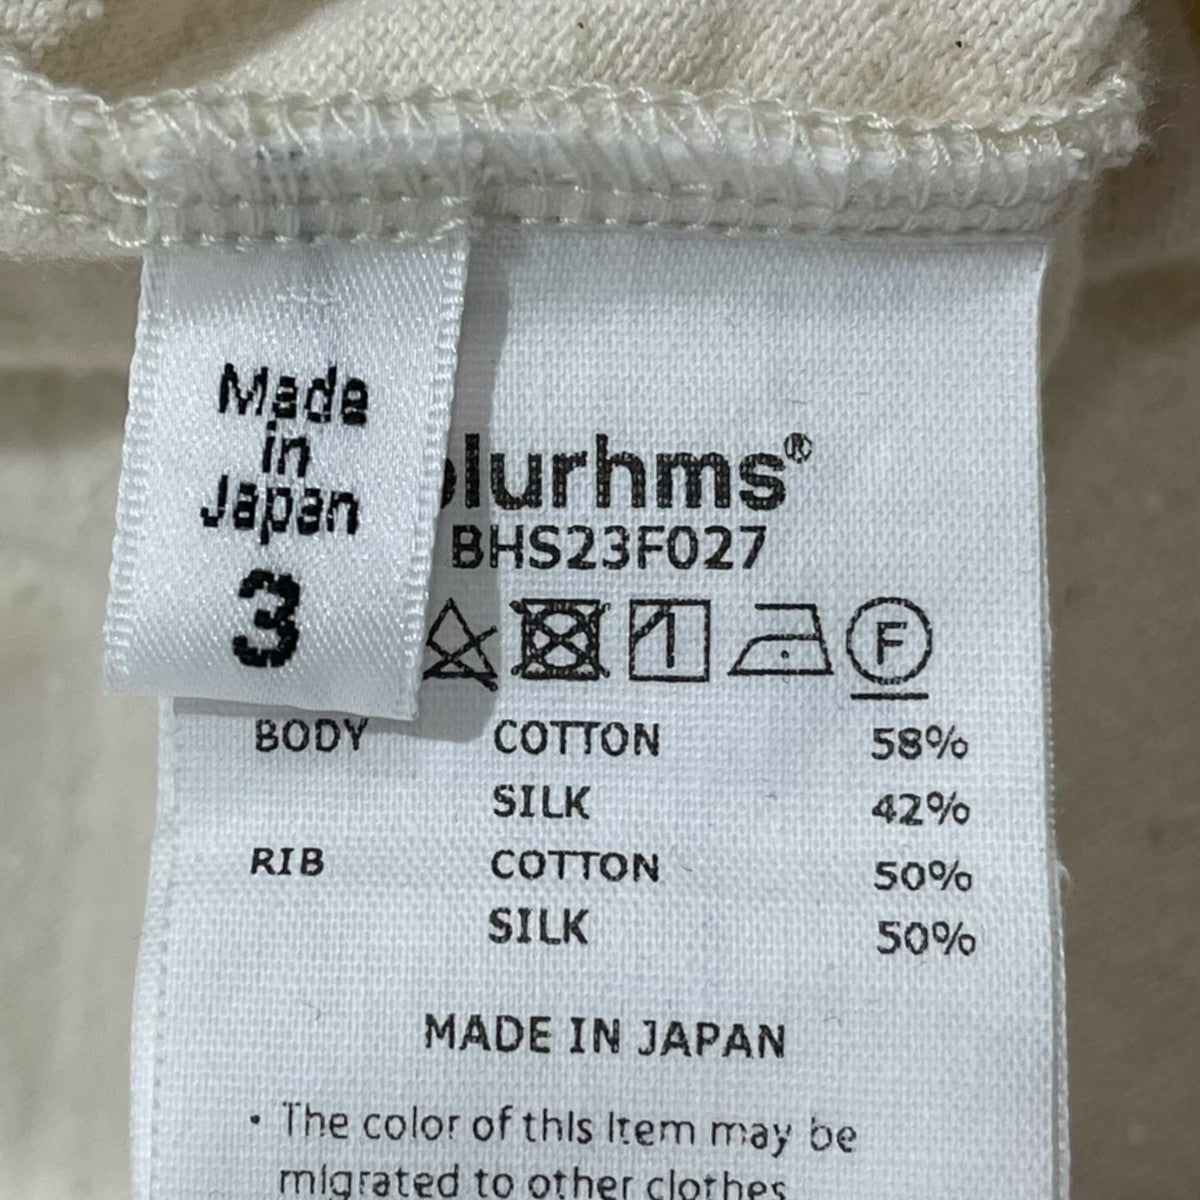 Made
in
Japan
3
blurhms®
BHS23F027
F
BODY COTTON 58%
SILK 42%
RIB COTTON 50%
SILK 50%
MADE IN JAPAN
・The color of this item may be
migrated to other clothes